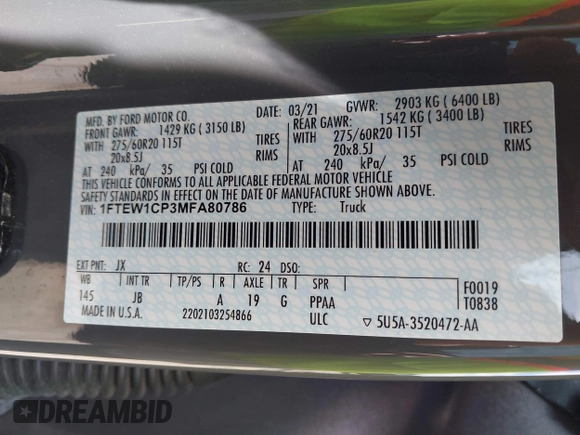 MFD. BY FORD MOTOR CO. DATE: 03/21 GVWR: 2903 KG ( 6400 LB)
FRONT GAWR: 1429 KG ( 3150 LB) REAR GAWR: 1542 KG ( 3400 LB)
275/60R20 115T TIRES 275/60R20 115T TIRES
20x8.5J RIMS 20x8.5J RIMS
AT 240 kPa/ 35 PSI COLD AT 240 kPa/ 35 PSI COLD
THIS VEHICLE CONFORMS TO ALL APPLICABLE FEDERAL MOTOR VEHICLE
SAFETY STANDARDS IN EFFECT ON THE DATE OF MANUFACTURE SHOWN ABOVE.
VIN: 1FTEW1CP3MFA80786 TYPE: Truck
EXT PNT: JX RC: 24 DSO:
WB INT TR TP/PS R AXLE TR SPR F0019
145 JB A 19 G PPAA T0838
MADE IN U.S.A. 2202103254866 ULC ▽ 5U5A-3520472-AA
DREAMBID